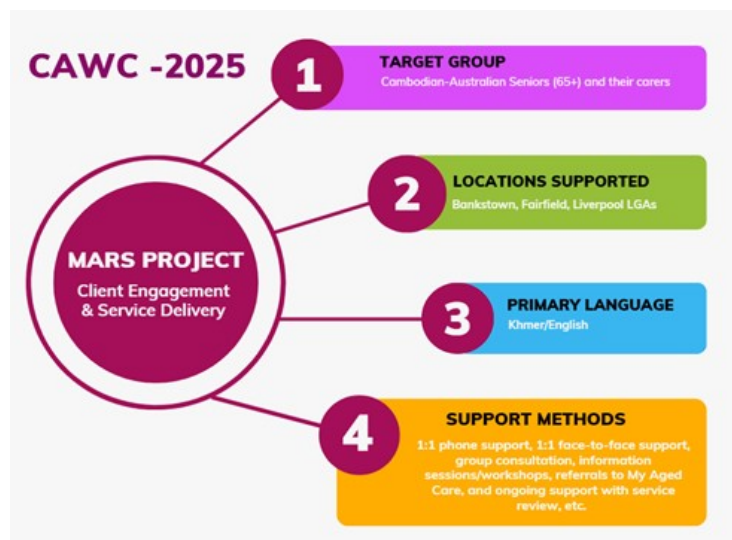 CAWC -2025
1
TARGET GROUP
Cambodian-Australian Seniors (65+) and their carers
2
LOCATIONS SUPPORTED
Bankstown, Fairfield, Liverpool LGAs
MARS PROJECT
Client Engagement
& Service Delivery
3
PRIMARY LANGUAGE
Khmer/English
4
SUPPORT METHODS
1:1 phone support, 1:1 face-to-face support,
group consultation, information
sessions/workshops, referrals to My Aged
Care, and ongoing support with service
review, etc.